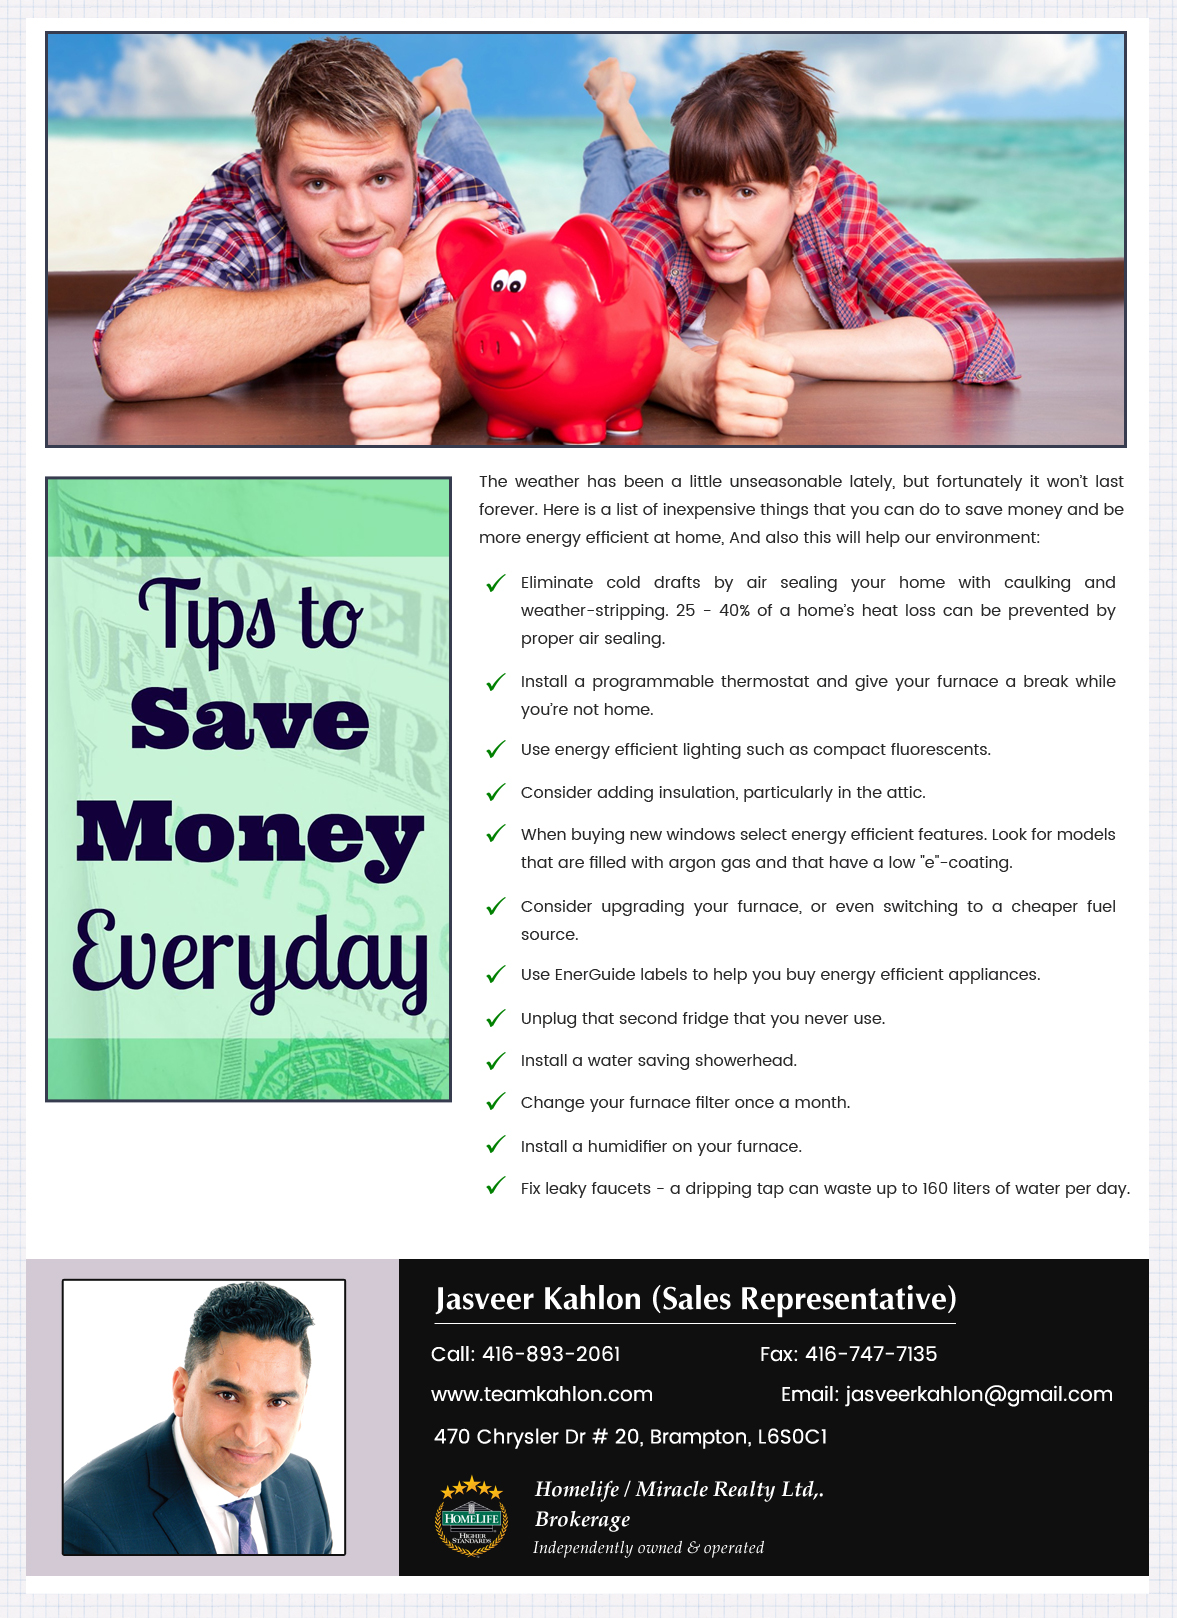 The weather has been a little unseasonable lately, but fortunately it won't last
forever. Here is a list of inexpensive things that you can do to save money and be
more energy efficient at home, And also this will help our environment:
Tips to
Save
Money
Everyday
Eliminate cold drafts by air sealing your home with caulking and
weather-stripping. 25 - 40% of a home's heat loss can be prevented by
proper air sealing.
Install a programmable thermostat and give your furnace a break while
you're not home.
Use energy efficient lighting such as compact fluorescents.
Consider adding insulation, particularly in the attic.
When buying new windows select energy efficient features. Look for models
that are filled with argon gas and that have a low "e"-coating.
Consider upgrading your furnace, or even switching to a cheaper fuel
source.
Use EnerGuide labels to help you buy energy efficient appliances.
Unplug that second fridge that you never use.
Install a water saving showerhead.
Change your furnace filter once a month.
Install a humidifier on your furnace.
Fix leaky faucets - a dripping tap can waste up to 160 liters of water per day.
Jasveer Kahlon (Sales Representative)
Call: 416-893-2061 Fax: 416-747-7135
www.teamkahlon.com Email: jasveerkahlon@gmail.com
470 Chrysler Dr # 20, Brampton, L6S0C1
HOMELIFE
HIGHER
STANDARDS
Homelife / Miracle Realty Ltd,.
Brokerage
Independently owned & operated